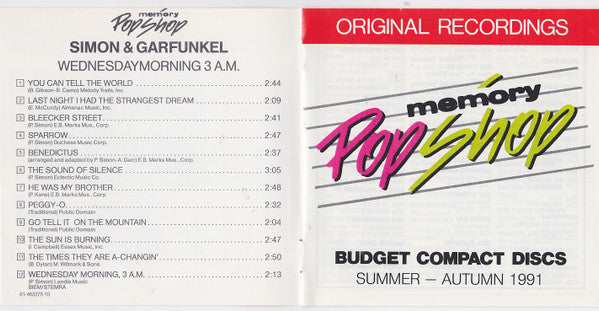 memory
Pop Shop
SIMON & GARFUNKEL
WEDNESDAYMORNING 3 A.M.
1 YOU CAN TELL THE WORLD 2:44
(B. Gibson-B. Camp) Melody Trails, Inc.
2 LAST NIGHT I HAD THE STRANGEST DREAM 2:09
(E. McCurdy) Almanac Music, Inc.
3 BLEECKER STREET 2:41
(P. Simon) E.B. Marks Mus., Corp.
4 SPARROW 2:47
(P. Simon) Duchess Music Corp.
5 BENEDICTUS 2:37
(arranged and adapted by P. Simon-A. Garr) E.B. Marks Mus., Corp.
6 THE SOUND OF SILENCE 3:05
(P. Simon) Eclectic Music Co.
7 HE WAS MY BROTHER 2:48
(P. Kane) E.B. Marks Mus., Corp.
8 PEGGY-O 2:32
(Traditional) Public Domain
9 GO TELL IT ON THE MOUNTAIN 2:04
(Traditional) Public Domain
10 THE SUN IS BURNING 2:47
(I. Campbell) Essex Music, Inc.
11 THE TIMES THEY ARE A-CHANGIN' 2:50
(B. Dylan) M. Witmark & Sons
12 WEDNESDAY MORNING, 3 A.M. 2:13
(P. Simon) Landis Music
BIEM/STEMRA
01-463375-10
ORIGINAL RECORDINGS
memory
Pop Shop
BUDGET COMPACT DISCS
SUMMER – AUTUMN 1991